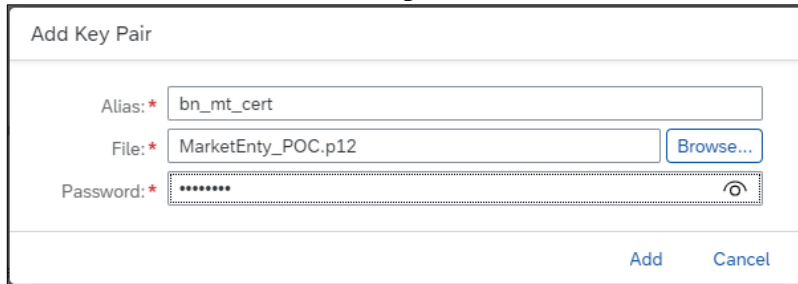 Add Key Pair
Alias:* bn_mt_cert
File:* MarketEnty_POC.p12 Browse...
Password:* ••••••••
Add Cancel